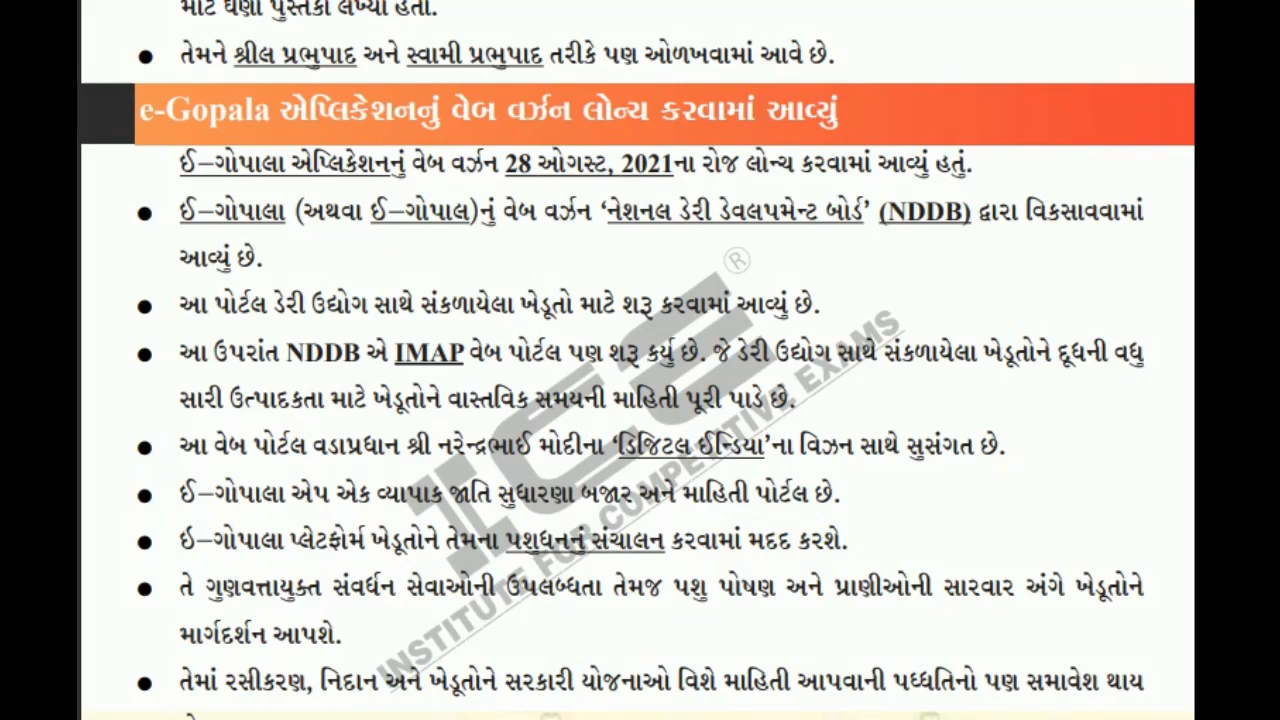 માટે ઘણા પુસ્તકો લખ્યા હતા.
● તેમને શ્રીલ પ્રભુપાદ અને સ્વામી પ્રભુપાદ તરીકે પણ ઓળખવામાં આવે છે.
e-Gopala એપ્લિકેશનનું વેબ વર્ઝન લોન્ચ કરવામાં આવ્યું
ઈ–ગોપાલા એપ્લિકેશનનું વેબ વર્ઝન 28 ઓગસ્ટ, 2021ના રોજ લોન્ચ કરવામાં આવ્યું હતું.
● ઈ–ગોપાલા (અથવા ઈ–ગોપાલ)નું વેબ વર્ઝન ‘નેશનલ ડેરી ડેવલપમેન્ટ બોર્ડ’ (NDDB) દ્વારા વિકસાવવામાં
આવ્યું છે.
● આ પોર્ટલ ડેરી ઉદ્યોગ સાથે સંકળાયેલા ખેડૂતો માટે શરૂ કરવામાં આવ્યું છે.
● આ ઉપરાંત NDDB એ IMAP વેબ પોર્ટલ પણ શરૂ કર્યુ છે. જે ડેરી ઉદ્યોગ સાથે સંકળાયેલા ખેડૂતોને દૂધની વધુ
સારી ઉત્પાદકતા માટે ખેડૂતોને વાસ્તવિક સમયની માહિતી પૂરી પાડે છે.
● આ વેબ પોર્ટલ વડાપ્રધાન શ્રી નરેન્દ્રભાઈ મોદીના ‘ડિજિટલ ઈન્ડિયા’ના વિઝન સાથે સુસંગત છે.
● ઈ–ગોપાલા એપ એક વ્યાપાક જાતિ સુધારણા બજાર અને માહિતી પોર્ટલ છે.
● ઇ–ગોપાલા પ્લેટફોર્મ ખેડૂતોને તેમના પશુધનનું સંચાલન કરવામાં મદદ કરશે.
● તે ગુણવત્તાયુક્ત સંવર્ધન સેવાઓની ઉપલબ્ધતા તેમજ પશુ પોષણ અને પ્રાણીઓની સારવાર અંગે ખેડૂતોને
માર્ગદર્શન આપશે.
● તેમાં રસીકરણ, નિદાન અને ખેડૂતોને સરકારી યોજનાઓ વિશે માહિતી આપવાની પધ્ધતિનો પણ સમાવેશ થાય
ICE ®
INSTITUTE FOR COMPETITIVE EXAMS